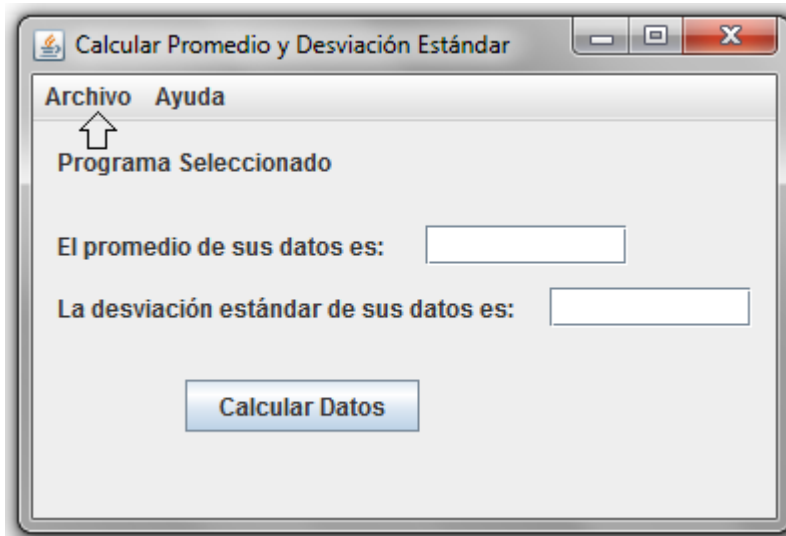 Calcular Promedio y Desviación Estándar
Archivo Ayuda
Programa Seleccionado
El promedio de sus datos es:
La desviación estándar de sus datos es:
Calcular Datos